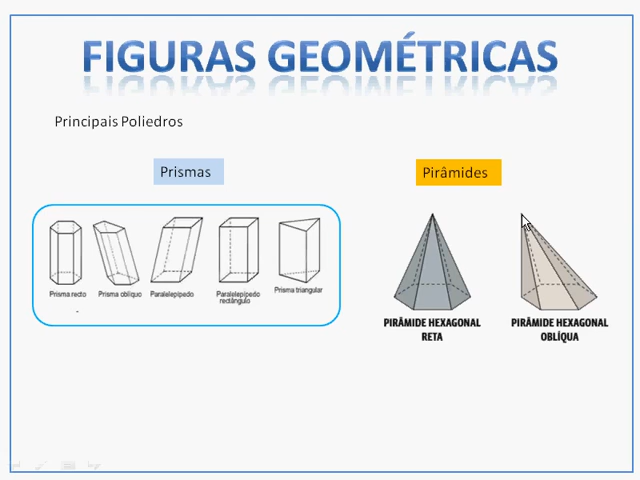 FIGURAS GEOMÉTRICAS
Principais Poliedros
Prismas
Pirâmides
Prisma recto
Prisma oblíquo
Paralelepípedo
Paralelepípedo
rectângulo
Prisma triangular
PIRÂMIDE HEXAGONAL
RETA
PIRÂMIDE HEXAGONAL
OBLÍQUA